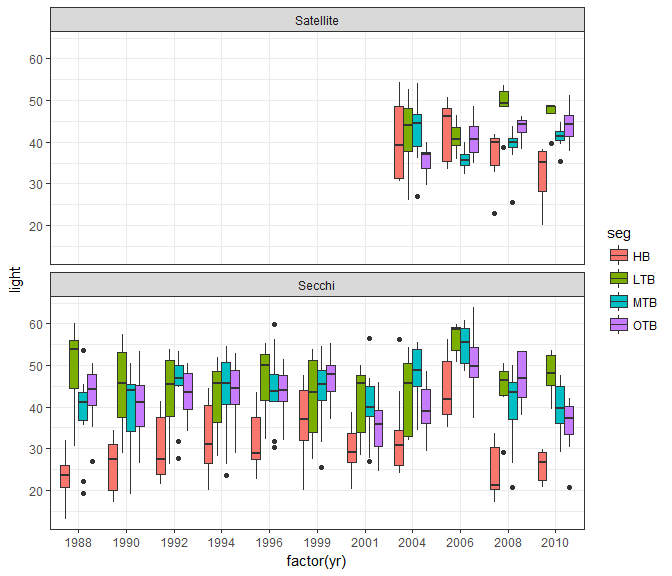 Satellite
60
50
40
30
20
light
Secchi
60
50
40
30
20
1988 1990 1992 1994 1996 1999 2001 2004 2006 2008 2010
factor(yr)
seg
HB
LTB
MTB
OTB